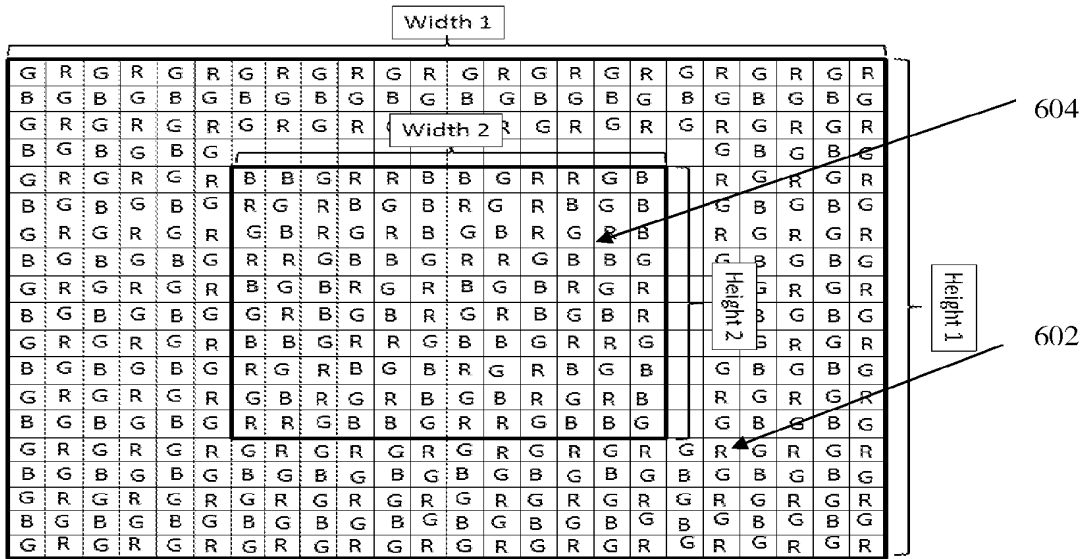 Width 1
G R G R G R G R G R G R G R G R G R G R G R G R
B G B G B G B G B G B G B G B G B G B G B G B G
G R G R G R G R G R Width 2 R G R G R G R G R G R
B G B G B G G B G B G
G R G R G R B B G R R B B G R R G B R G R G R
B G B G B G R G R B G B R G R B G B G B G B G
G R G R G R G B R G R B G B R G R B R G R G R
B G B G B G R R G B B G R R G B B G G B G B G
G R G R G R B G B R G R B G B R G R G R G R
B G B G B G G R B G B R G R B G B R B G B G
G R G R G R B B G R R G B B G R R G G R G R
B G B G B G R G R B G B R G R B G B G B G B G
G R G R G R G B R G R B G B R G R B R G R G R
B G B G B G R R G B B G R R G B B G G B G B G
G R G R G R G R G R G R G R G R G R G R G R G R
B G B G B G B G B G B G B G B G B G B G B G B G
G R G R G R G R G R G R G R G R G R G R G R G R
B G B G B G B G B G B G B G B G B G B G B G B G
G R G R G R G R G R G R G R G R G R G R G R G R
Height 2
Height 1
604
602